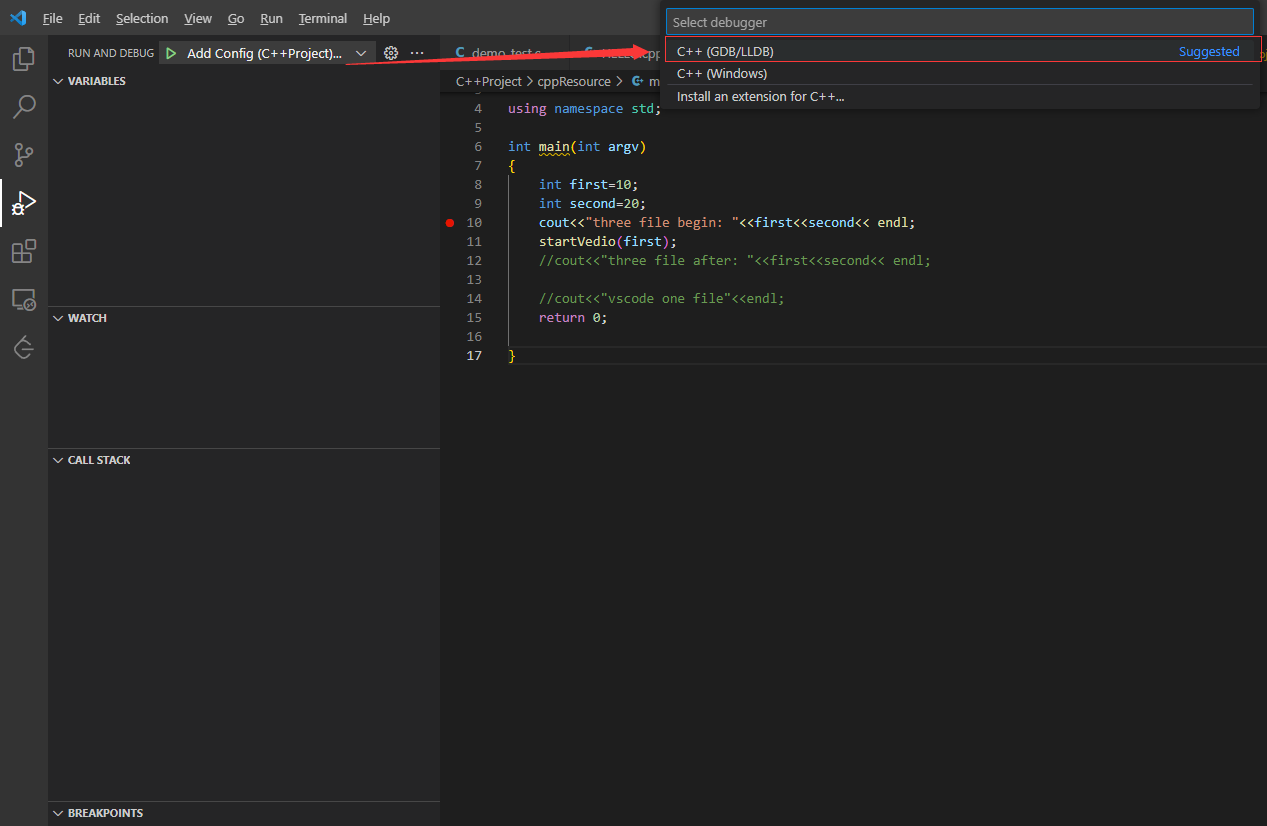 File Edit Selection View Go Run Terminal Help
Select debugger
C++ (GDB/LLDB) Suggested
C++ (Windows)
Install an extension for C++...
RUN AND DEBUG Add Config (C++Project)... ...
C demo_test.c
C++Project > cppResource > m
VARIABLES
WATCH
CALL STACK
BREAKPOINTS
4 using namespace std;
5
6 int main(int argv)
7 {
8 int first=10;
9 int second=20;
10 cout<<"three file begin: "<<first<<second<< endl;
11 startVedio(first);
12 //cout<<"three file after: "<<first<<second<< endl;
13
14 //cout<<"vscode one file"<<endl;
15 return 0;
16
17 }